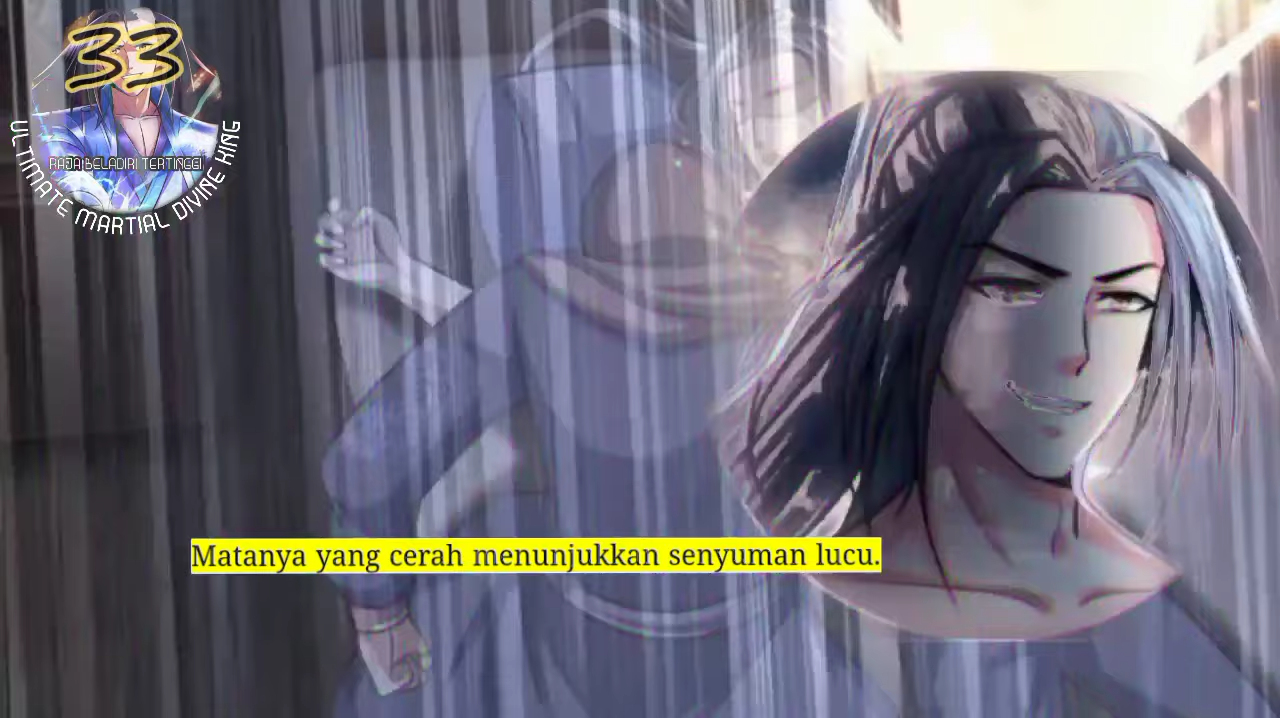 33
RAJA BELADIRI TERTINGGI
ULTIMATE MARTIAL DIVINE KING
Matanya yang cerah menunjukkan senyuman lucu.